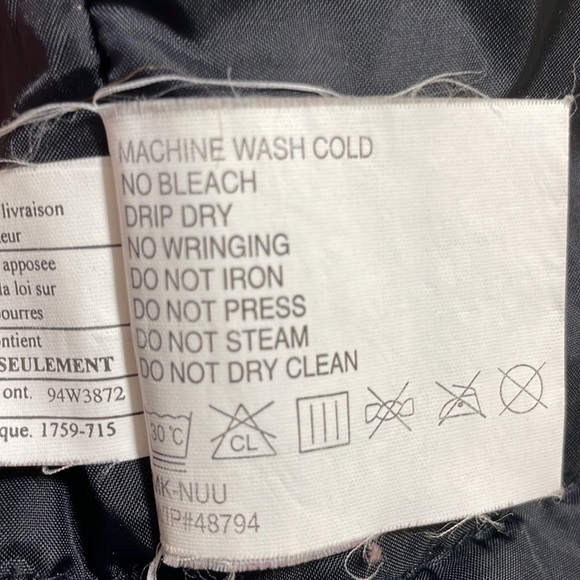 MACHINE WASH COLD
NO BLEACH
DRIP DRY
NO WRINGING
DO NOT IRON
DO NOT PRESS
DO NOT STEAM
DO NOT DRY CLEAN
30°C
CL
MK-NUU
#48794
livraison
eur
apposee
la loi sur
ourres
ntient
SEULEMENT
ont. 94W3872
que. 1759-715